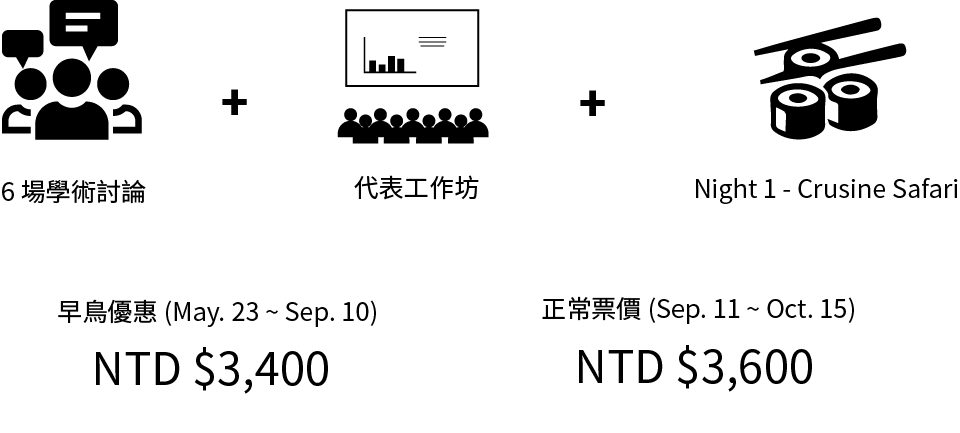 6 場學術討論
代表工作坊
Night 1 - Crusine Safari
早鳥優惠 (May. 23 ~ Sep. 10)
NTD $3,400
正常票價 (Sep. 11 ~ Oct. 15)
NTD $3,600